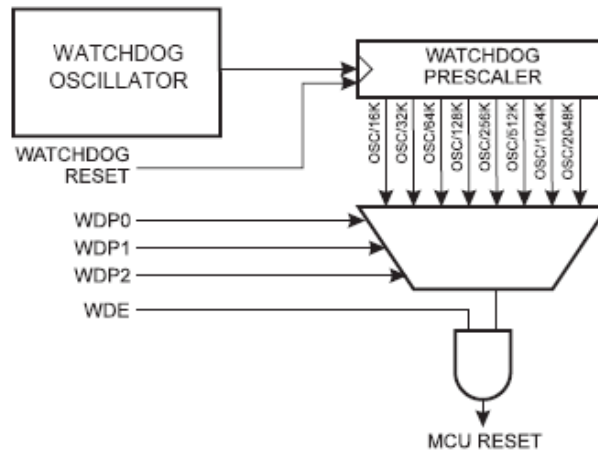 WATCHDOG
OSCILLATOR
WATCHDOG
PRESCALER
OSC/16K
OSC/32K
OSC/64K
OSC/128K
OSC/256K
OSC/512K
OSC/1024K
OSC/2048K
WATCHDOG
RESET
WDP0
WDP1
WDP2
WDE
MCU RESET